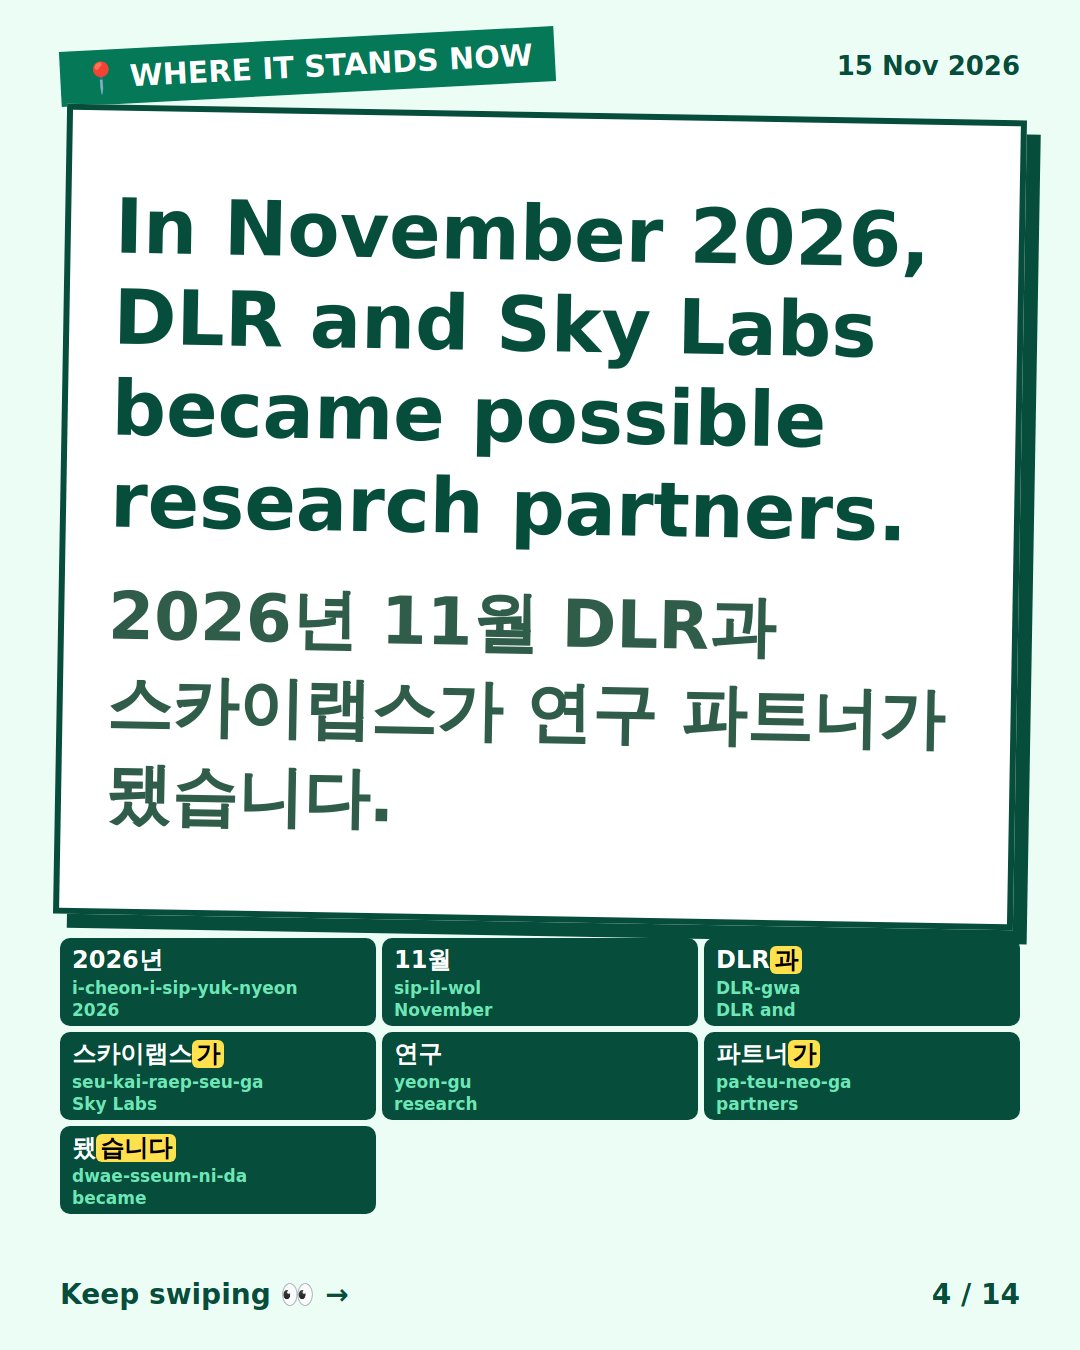 📍 WHERE IT STANDS NOW
15 Nov 2026
In November 2026,
DLR and Sky Labs
became possible
research partners.
2026년 11월 DLR과
스카이랩스가 연구 파트너가
됐습니다.
2026년
i-cheon-i-sip-yuk-nyeon
2026
11월
sip-il-wol
November
DLR과
DLR-gwa
DLR and
스카이랩스가
seu-kai-raep-seu-ga
Sky Labs
연구
yeon-gu
research
파트너가
pa-teu-neo-ga
partners
됐습니다
dwae-sseum-ni-da
became
Keep swiping 👀 →
4 / 14